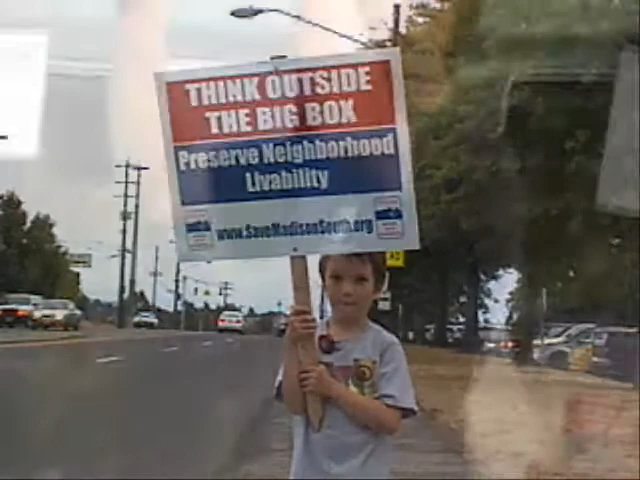 THINK OUTSIDE
THE BIG BOX
Preserve Neighborhood
Livability
www.SaveMadisonSouth.org